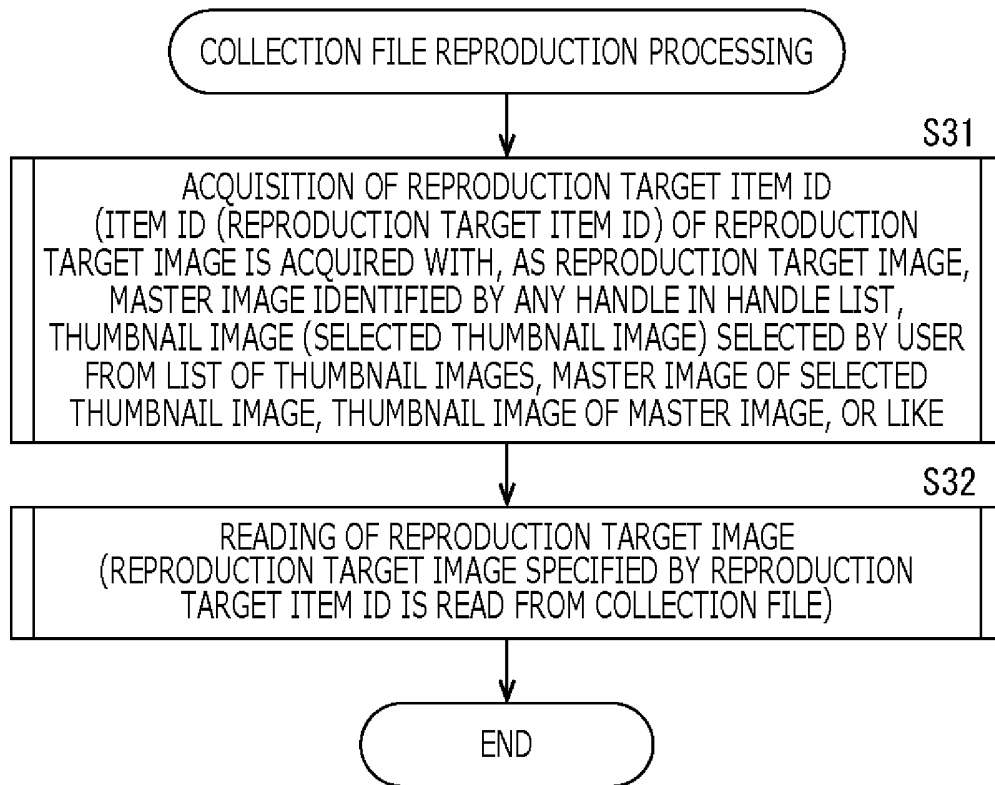 COLLECTION FILE REPRODUCTION PROCESSING
S31
ACQUISITION OF REPRODUCTION TARGET ITEM ID
(ITEM ID (REPRODUCTION TARGET ITEM ID) OF REPRODUCTION
TARGET IMAGE IS ACQUIRED WITH, AS REPRODUCTION TARGET IMAGE,
MASTER IMAGE IDENTIFIED BY ANY HANDLE IN HANDLE LIST,
THUMBNAIL IMAGE (SELECTED THUMBNAIL IMAGE) SELECTED BY USER
FROM LIST OF THUMBNAIL IMAGES, MASTER IMAGE OF SELECTED
THUMBNAIL IMAGE, THUMBNAIL IMAGE OF MASTER IMAGE, OR LIKE
S32
READING OF REPRODUCTION TARGET IMAGE
(REPRODUCTION TARGET IMAGE SPECIFIED BY REPRODUCTION
TARGET ITEM ID IS READ FROM COLLECTION FILE)
END